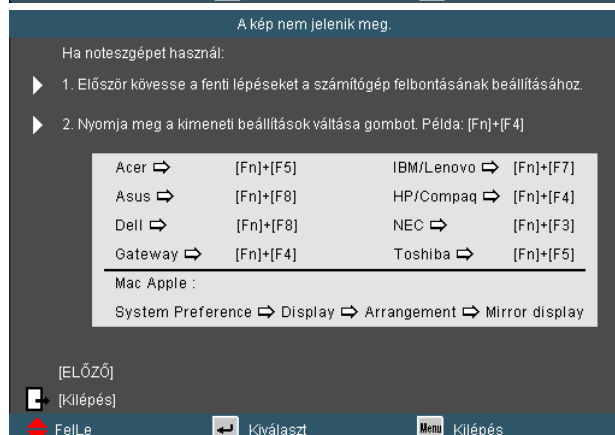 A kép nem jelenik meg.
Ha noteszgépet használ:
1. Először kövesse a fenti lépéseket a számítógép felbontásának beállításához.
2. Nyomja meg a kimeneti beállítások váltása gombot. Példa: [Fn]+[F4]
Acer ⇨ [Fn]+[F5] IBM/Lenovo ⇨ [Fn]+[F7]
Asus ⇨ [Fn]+[F8] HP/Compaq ⇨ [Fn]+[F4]
Dell ⇨ [Fn]+[F8] NEC ⇨ [Fn]+[F3]
Gateway ⇨ [Fn]+[F4] Toshiba ⇨ [Fn]+[F5]
Mac Apple :
System Preference ⇨ Display ⇨ Arrangement ⇨ Mirror display
[ELŐZŐ]
[Kilépés]
FelLe Kiválaszt Menu Kilépés